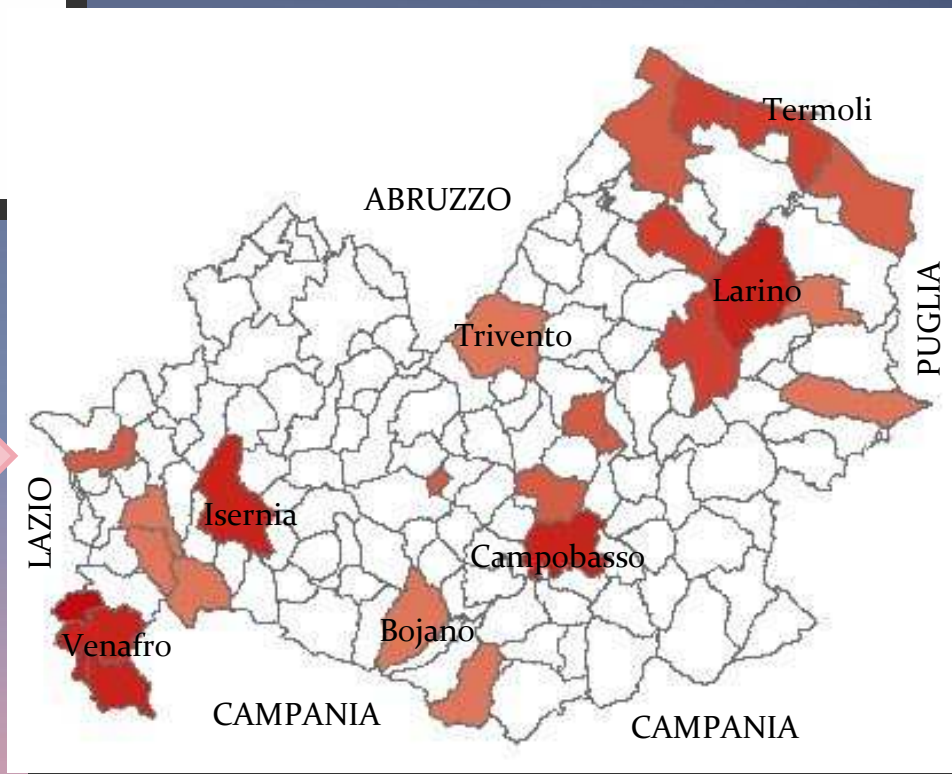 Termoli
ABRUZZO
PUGLIA
Larino
Trivento
LAZIO
Isernia
Campobasso
Bojano
Venafro
CAMPANIA
CAMPANIA